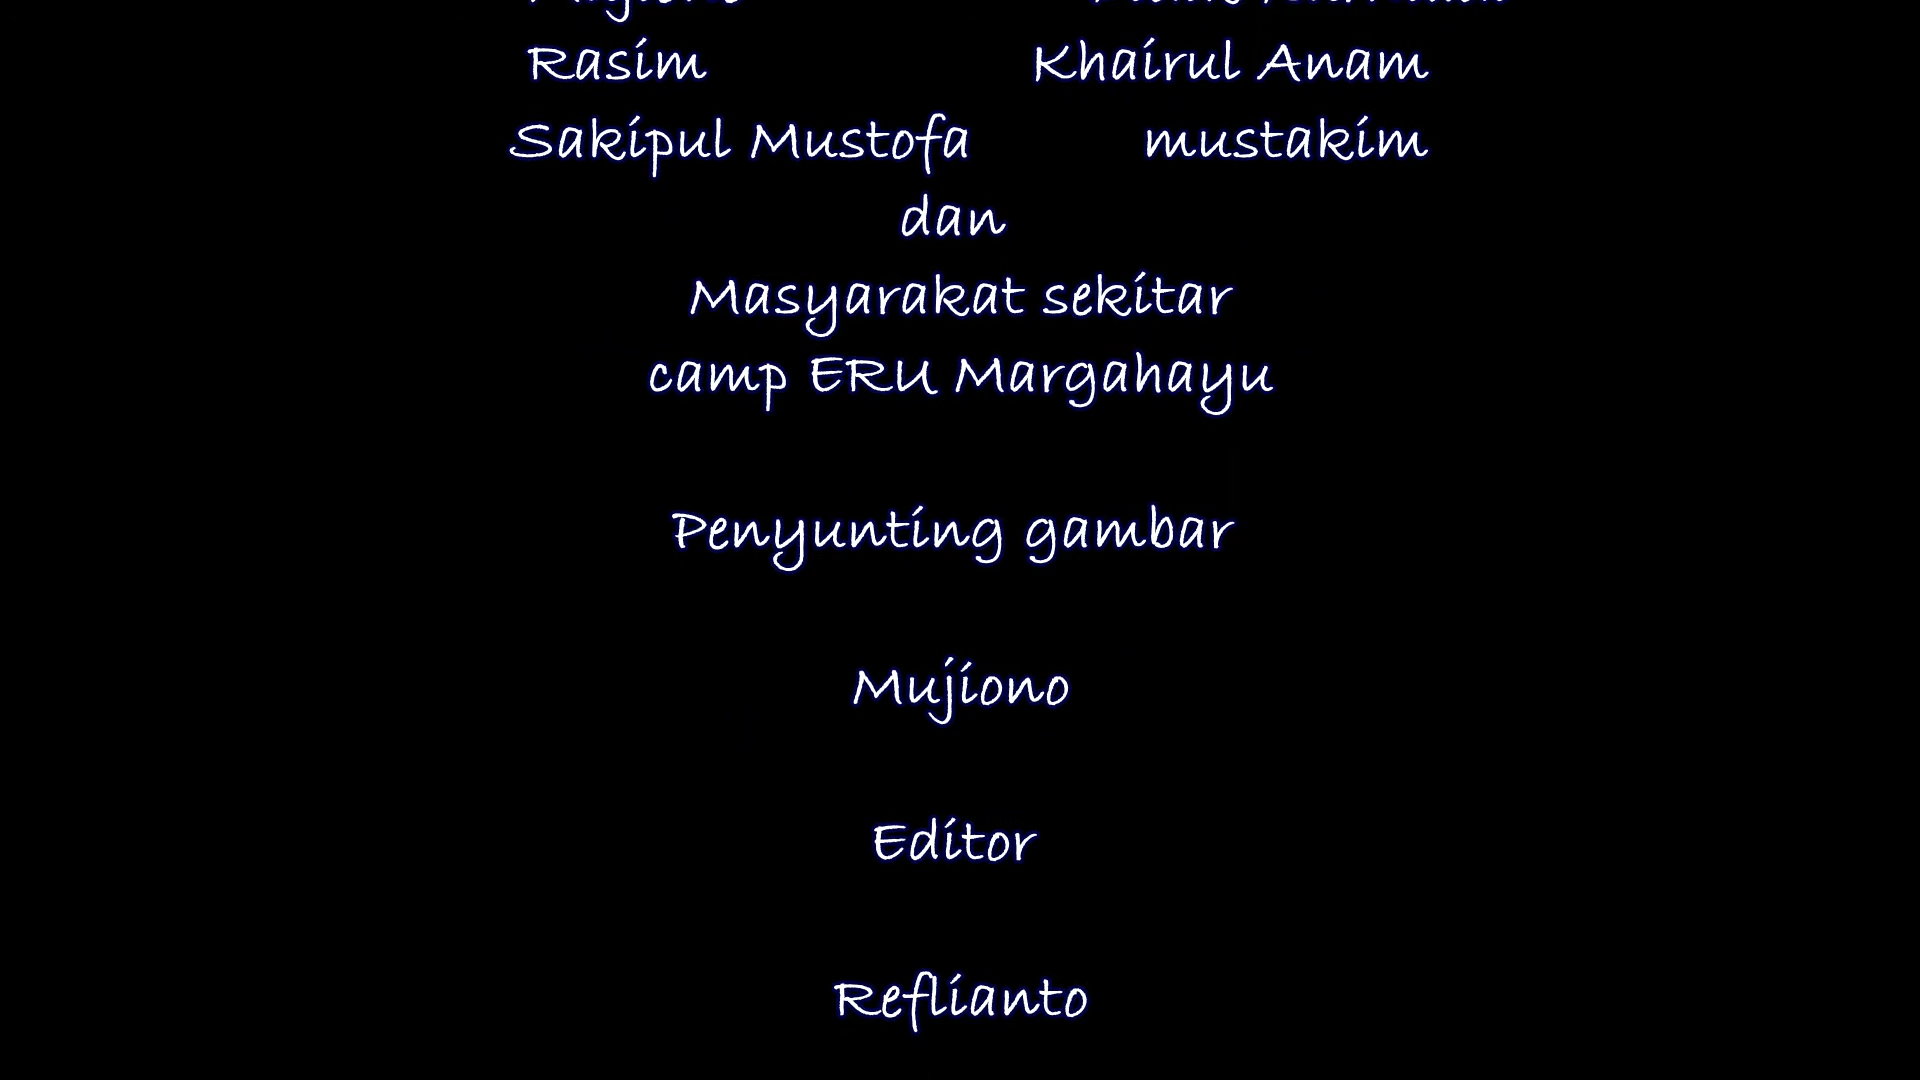 Rasim Khairul Anam
Sakipul Mustofa mustakim
dan
Masyarakat sekitar
camp ERU Margahayu
Penyunting gambar
Mujiono
Editor
Reflianto